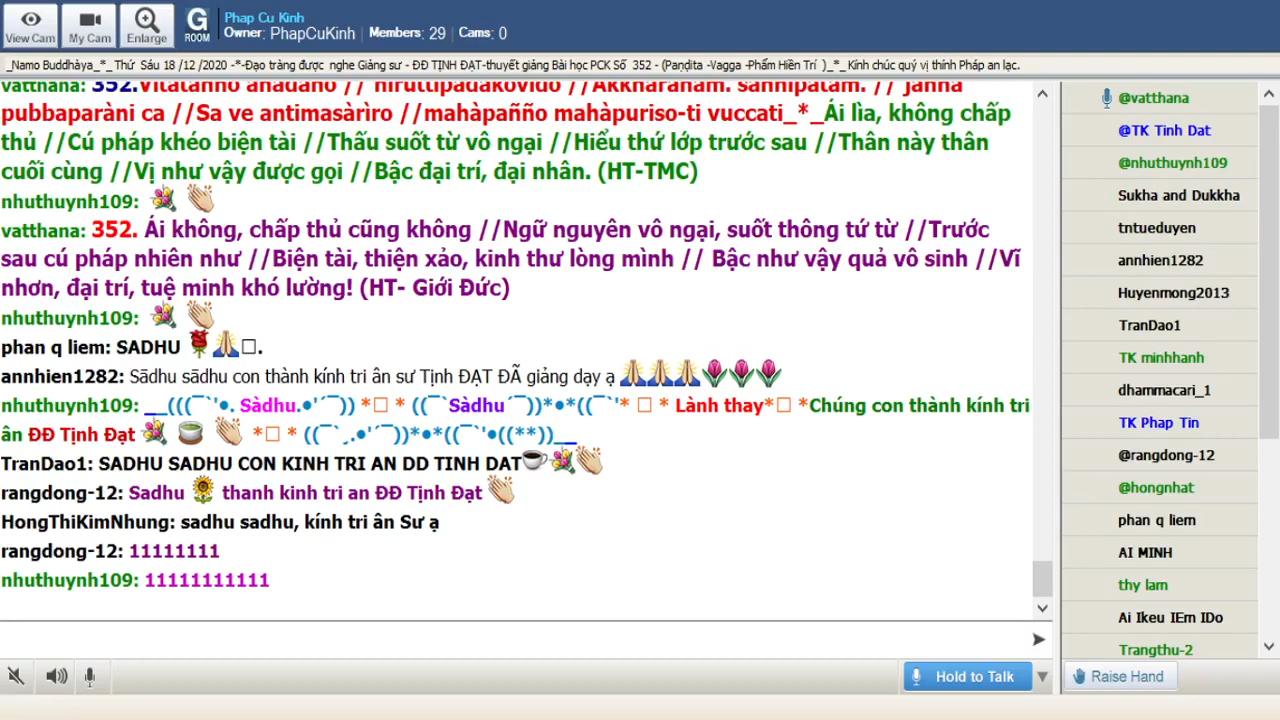 View Cam
My Cam
Enlarge
G ROOM
Phap Cu Kinh
Owner: PhapCuKinh | Members: 29 | Cams: 0
_Namo Buddhàya_*_ Thứ Sáu 18 /12 /2020 -*-Đạo tràng được nghe Giảng sư - ĐĐ TỊNH ĐẠT-thuyết giảng Bài học PCK Số 352 - (Paṇḍita -Vagga -Phẩm Hiền Trí )_*_Kính chúc quý vị thính Pháp an lạc.
vatthana: 352.Vìtatanho anàdàno // niruttipadakovido //Akkharànam. sannipàtam. // jannà
pubbaparàni ca //Sa ve antimasàrìro //mahàpañño mahàpuriso-ti vuccati_*_Ái lìa, không chấp
thủ //Cú pháp khéo biện tài //Thấu suốt từ vô ngại //Hiểu thứ lớp trước sau //Thân này thân
cuối cùng //Vị như vậy được gọi //Bậc đại trí, đại nhân. (HT-TMC)
nhuthuynh109: 💐 👏
vatthana: 352. Ái không, chấp thủ cũng không //Ngữ nguyên vô ngại, suốt thông tứ từ //Trước
sau cú pháp nhiên như //Biện tài, thiện xảo, kinh thư lòng mình // Bậc như vậy quả vô sinh //Vĩ
nhơn, đại trí, tuệ minh khó lường! (HT- Giới Đức)
nhuthuynh109: 💐 👏
phan q liem: SADHU 🌹🙏□.
annhien1282: Sādhu sādhu con thành kính tri ân sư Tịnh ĐẠT ĐÃ giảng dạy ạ 🙏🙏🙏🌷🌷🌷
nhuthuynh109: __(((¯`'•. Sàdhu.•'´¯)) *□ * ((¯`Sàdhu´¯))*•*((¯`'* □ * Lành thay*□ *Chúng con thành kính tri
ân ĐĐ Tịnh Đạt 💐 🍵 👏 *□ * ((¯`¸.•'´¯))*•*((¯`'•((**))__
TranDao1: SADHU SADHU CON KINH TRI AN DD TINH DAT☕💐👏
rangdong-12: Sadhu 🌻 thanh kinh tri an ĐĐ Tịnh Đạt 👏
HongThiKimNhung: sadhu sadhu, kính tri ân Sư ạ
rangdong-12: 11111111
nhuthuynh109: 11111111111
Hold to Talk
@vatthana
@TK Tinh Dat
@nhuthuynh109
Sukha and Dukkha
tntueduyen
annhien1282
Huyenmong2013
TranDao1
TK minhhanh
dhammacari_1
TK Phap Tin
@rangdong-12
@hongnhat
phan q liem
AI MINH
thy lam
Ai Ikeu IEm IDo
Trangthu-2
Raise Hand